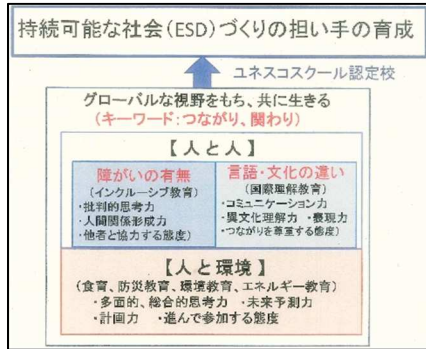 持続可能な社会(ESD)づくりの担い手の育成
ユネスコスクール認定校
グローバルな視野をもち、共に生きる
(キーワード:つながり、関わり)
【人と人】
障がいの有無
(インクルーシブ教育)
・批判的思考力
・人間関係形成力
・他者と協力する態度)
言語・文化の違い
(国際理解教育)
・コミュニケーション力
・異文化理解力 ・表現力
・つながりを尊重する態度)
【人と環境】
(食育、防災教育、環境教育、エネルギー教育)
・多面的、総合的思考力 ・未来予測力
・計画力 ・進んで参加する態度